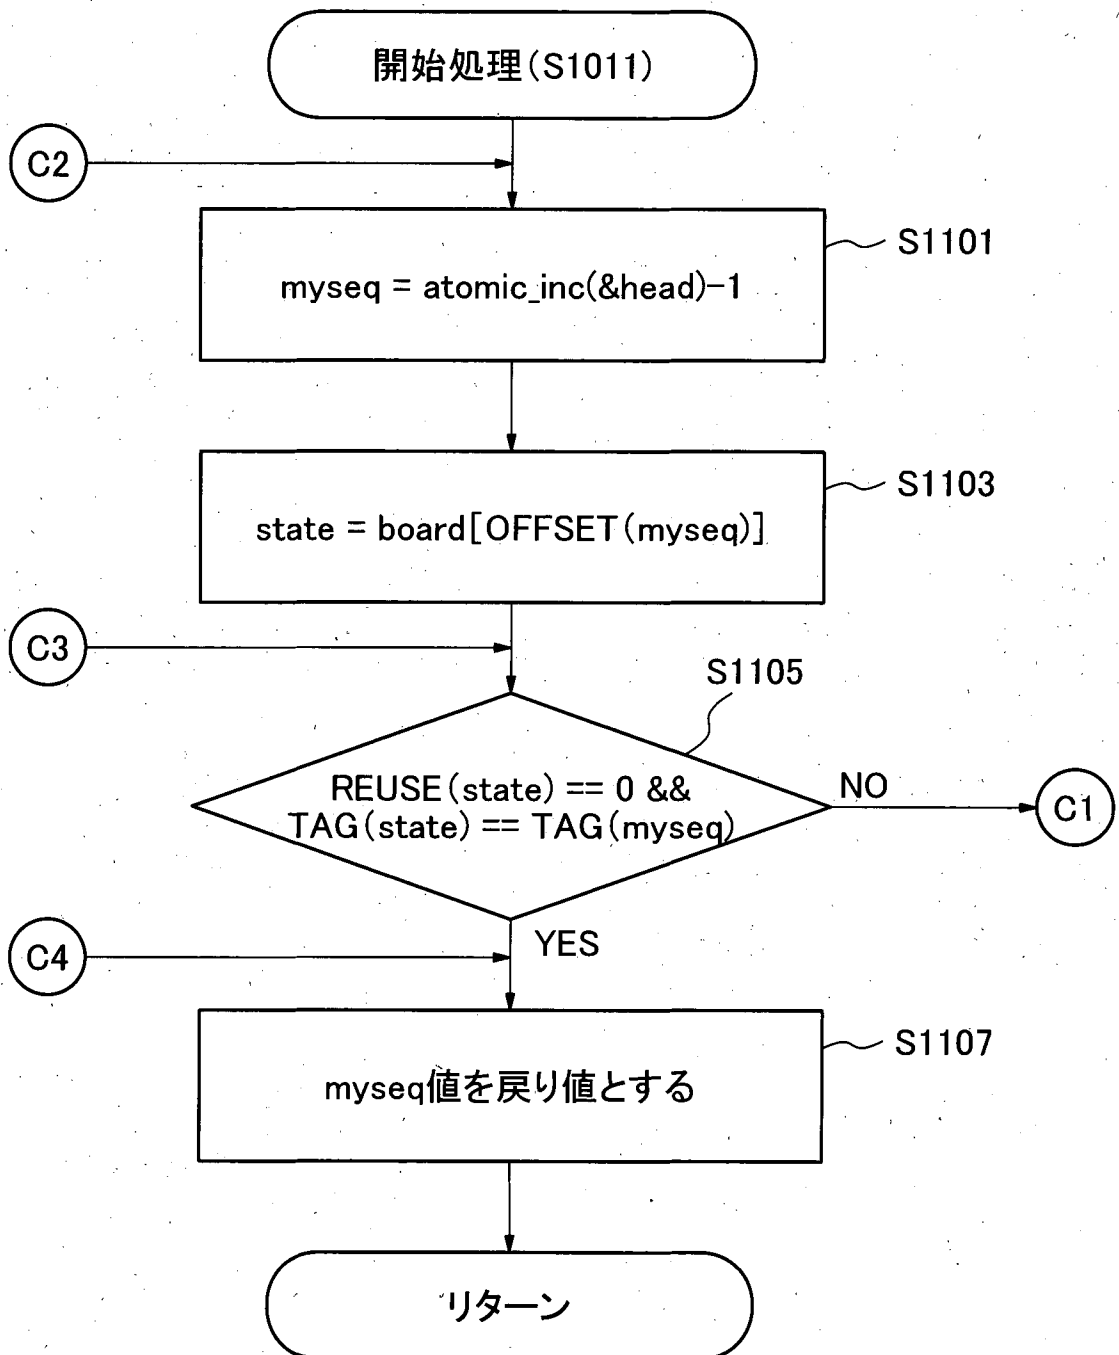 開始処理(S1011)
C2
S1101
myseq = atomic_inc(&head)-1
S1103
state = board[OFFSET(myseq)]
C3
S1105
REUSE(state) == 0 &&
TAG(state) == TAG(myseq)
NO
C1
YES
C4
S1107
myseq値を戻り値とする
リターン